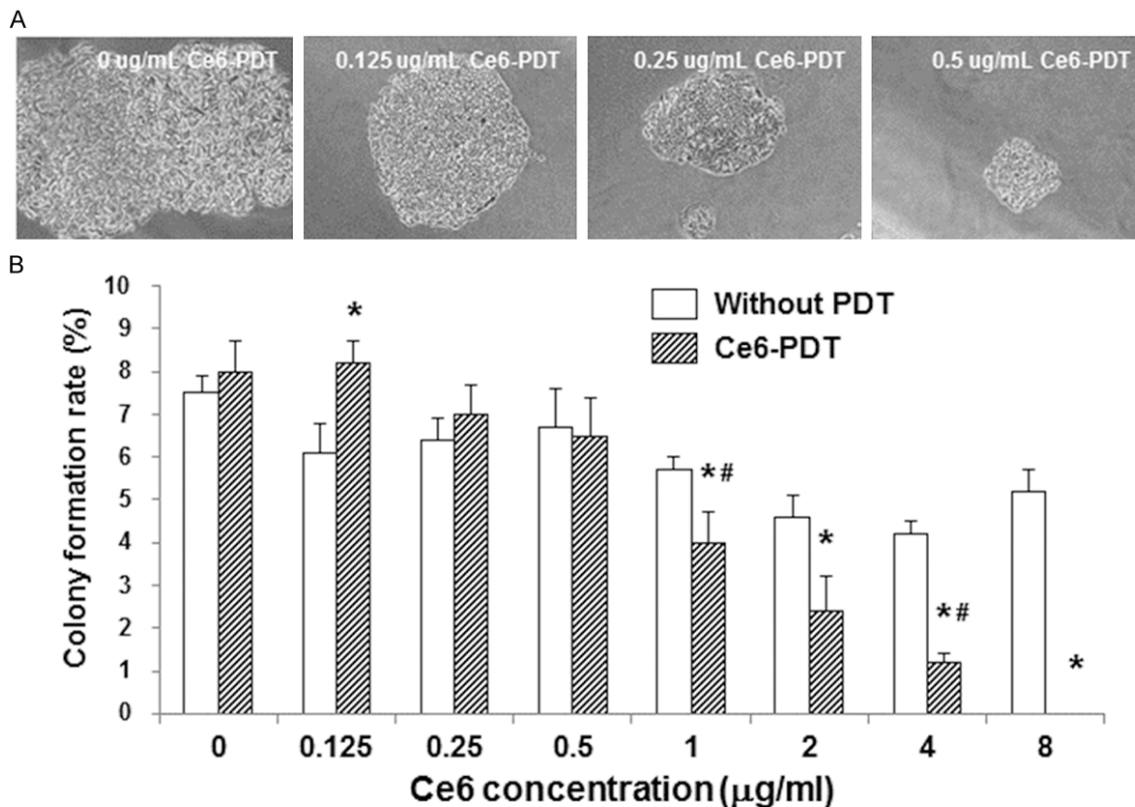 A
0 ug/mL Ce6-PDT
0.125 ug/mL Ce6-PDT
0.25 ug/mL Ce6-PDT
0.5 ug/mL Ce6-PDT
B
Colony formation rate (%)
10
9
8
7
6
5
4
3
2
1
0
Without PDT
Ce6-PDT
*
* #
*
* #
*
0 0.125 0.25 0.5 1 2 4 8
Ce6 concentration (μg/ml)